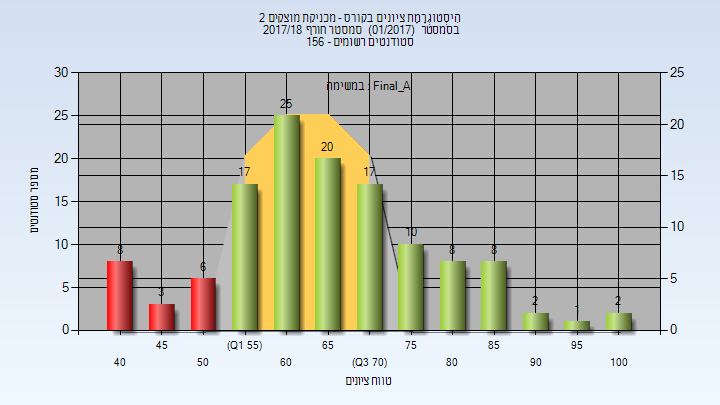 היסטוגרמת ציונים בקורס - מכניקת מוצקים 2
בסמסטר (01/2017) סמסטר חורף 2017/18
סטודנטים רשומים - 156
במשימה : Final_A
30 25
25 20
20 15
15 10
10 5
5 0
0
מספר סטודנטים
8 3 6 17 25 20 17 10 8 8 2 1 2
45 (Q1 55) 65 75 85 95
40 50 60 (Q3 70) 80 90 100
טווח ציונים